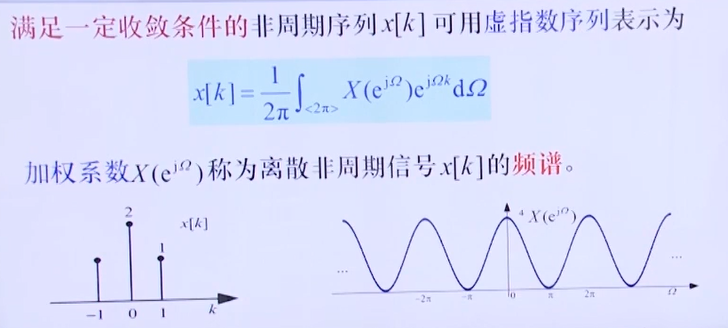 满足一定收敛条件的非周期序列x[k]可用虚指数序列表示为
x[k]=\frac{1}{2π}∫_{<2π>} X(e^{jΩ})e^{jΩk}dΩ
加权系数X(e^{jΩ})称为离散非周期信号x[k]的频谱。
2
x[k]
1
-1 0 1 k
4 X(e^{jΩ})
... ...
-2π -π 0 π 2π Ω